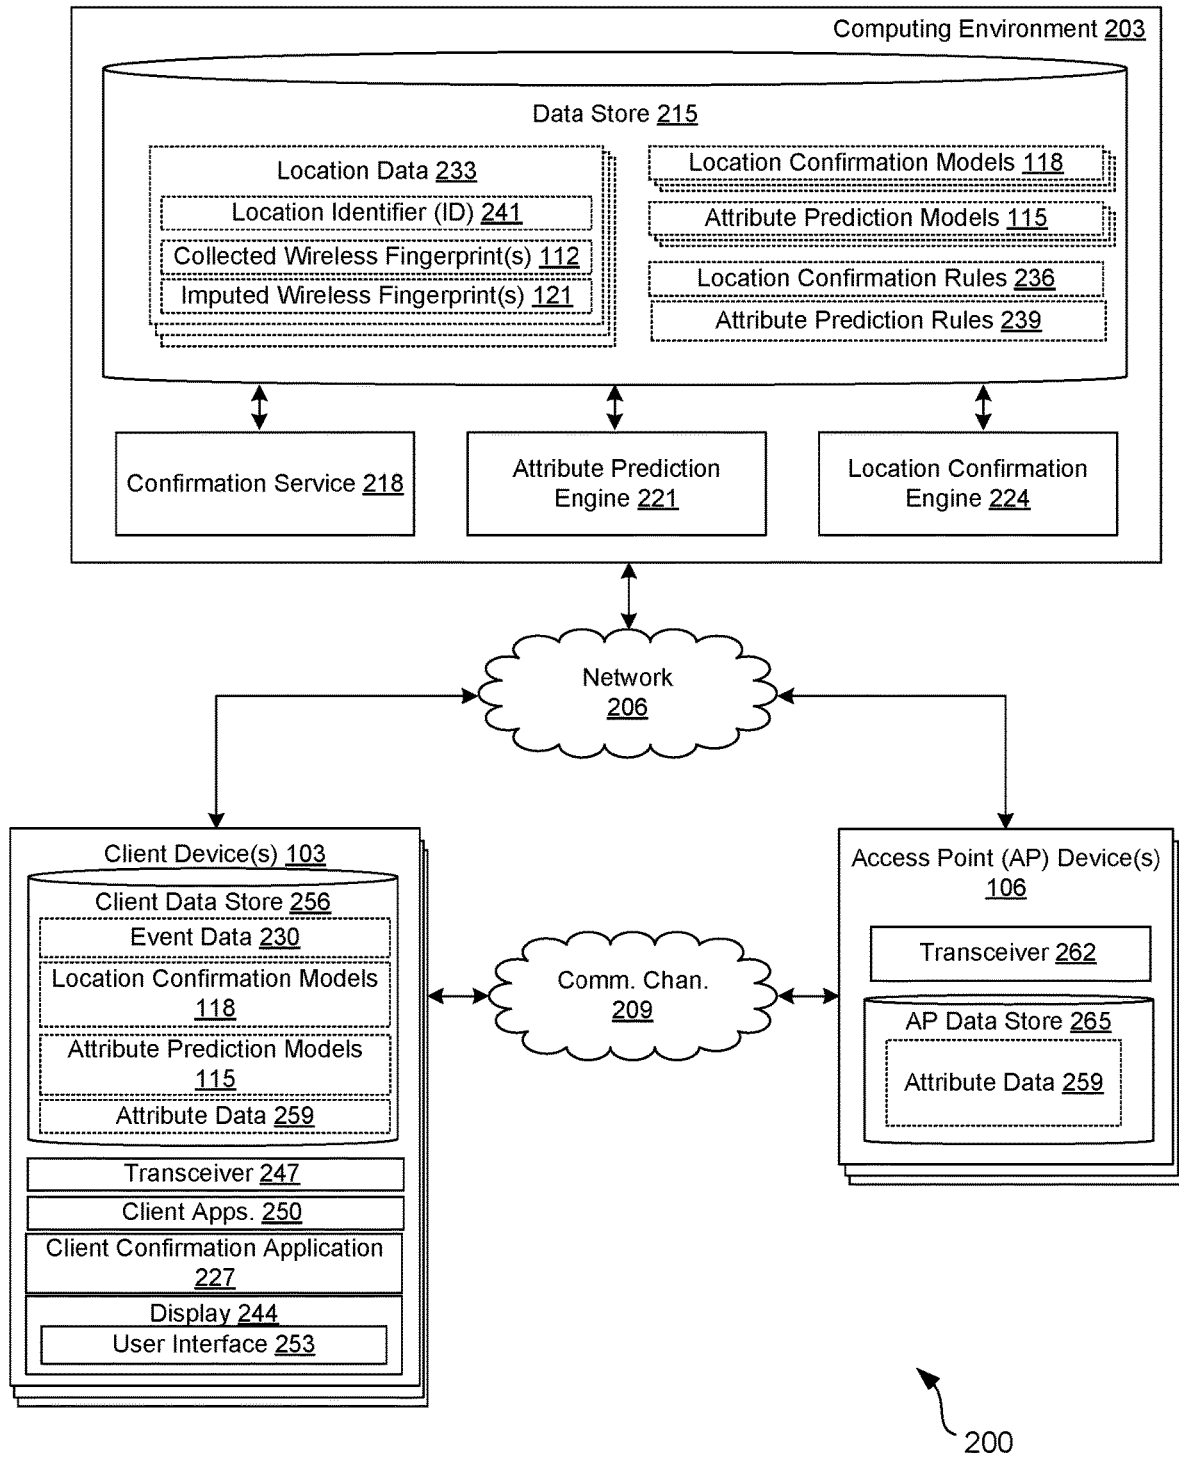 Computing Environment 203
Data Store 215
Location Data 233
Location Identifier (ID) 241
Collected Wireless Fingerprint(s) 112
Imputed Wireless Fingerprint(s) 121
Location Confirmation Models 118
Attribute Prediction Models 115
Location Confirmation Rules 236
Attribute Prediction Rules 239
Confirmation Service 218
Attribute Prediction
Engine 221
Location Confirmation
Engine 224
Network
206
Client Device(s) 103
Client Data Store 256
Event Data 230
Location Confirmation Models
118
Attribute Prediction Models
115
Attribute Data 259
Transceiver 247
Client Apps. 250
Client Confirmation Application
227
Display 244
User Interface 253
Comm. Chan.
209
Access Point (AP) Device(s)
106
Transceiver 262
AP Data Store 265
Attribute Data 259
200